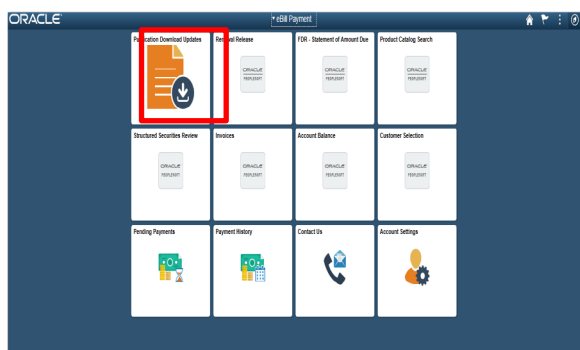 ORACLE
eBill Payment
Publication Download Updates
Renewal Release
FDR - Statement of Amount Due
Product Catalog Search
ORACLE
PEOPLESOFT
ORACLE
PEOPLESOFT
ORACLE
PEOPLESOFT
Structured Securities Review
Invoices
Account Balance
Customer Selection
ORACLE
PEOPLESOFT
ORACLE
PEOPLESOFT
ORACLE
PEOPLESOFT
ORACLE
PEOPLESOFT
Pending Payments
Payment History
Contact Us
Account Settings